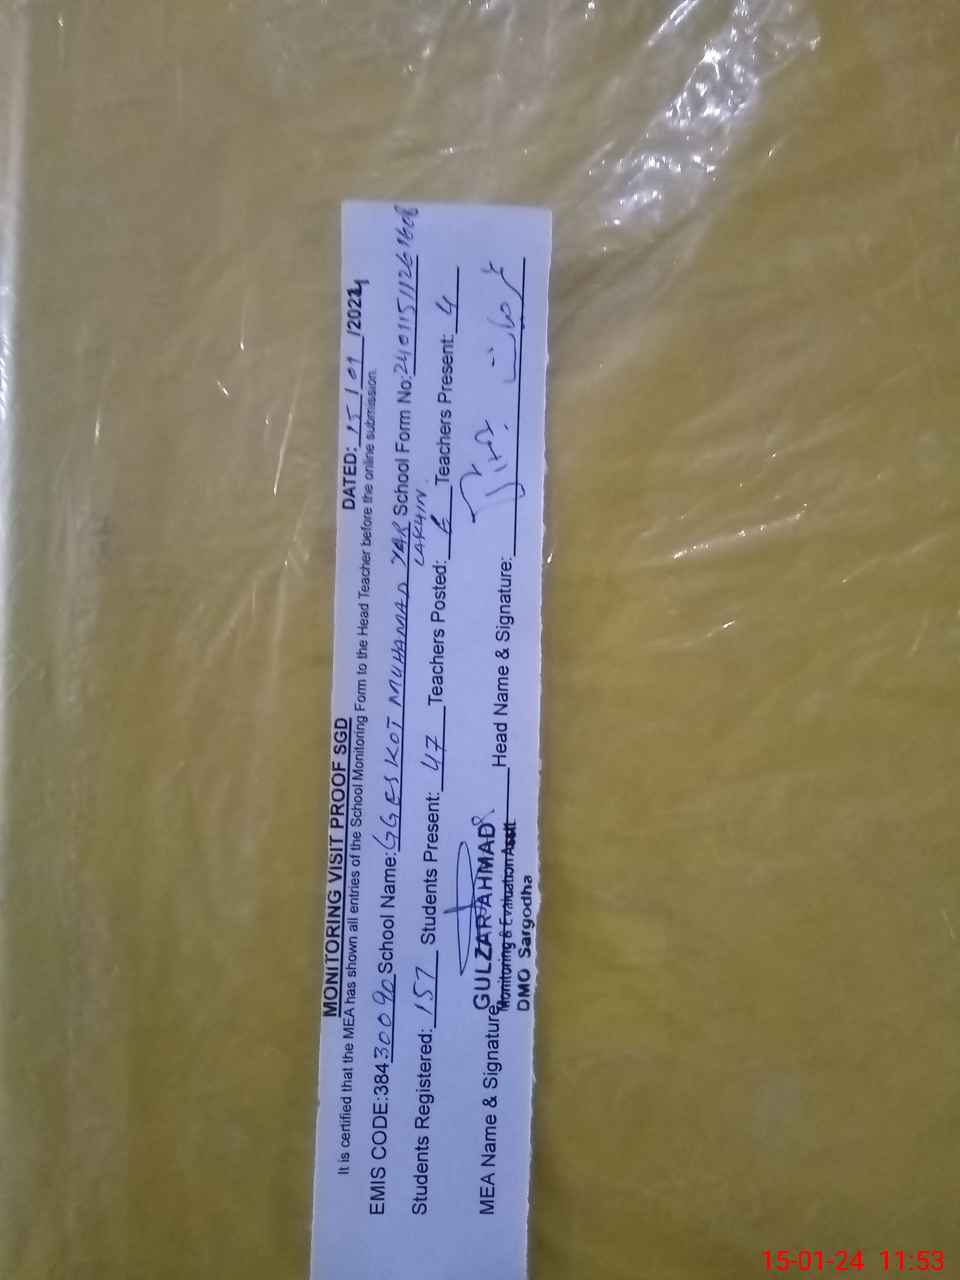 MONITORING VISIT PROOF SGD DATED: 15/01/2024
It is certified that the MEA has shown all entries of the School Monitoring Form to the Head Teacher before the online submission.
EMIS CODE:38430090 School Name: GGES KOT MUHAMAD YAR School Form No:
LAKHIN.
Students Registered: 157 Students Present: 47 Teachers Posted: 6 Teachers Present: 4
MEA Name & Signature GULZAR AHMAD Head Name & Signature:
Monitoring & Evaluation Asstt
DMO Sargodha
15-01-24 11:53